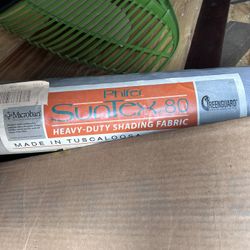 Phifer
SunTex 80
HEAVY-DUTY SHADING FABRIC
Microban
GREENGUARD
MADE IN TUSCALOOSA